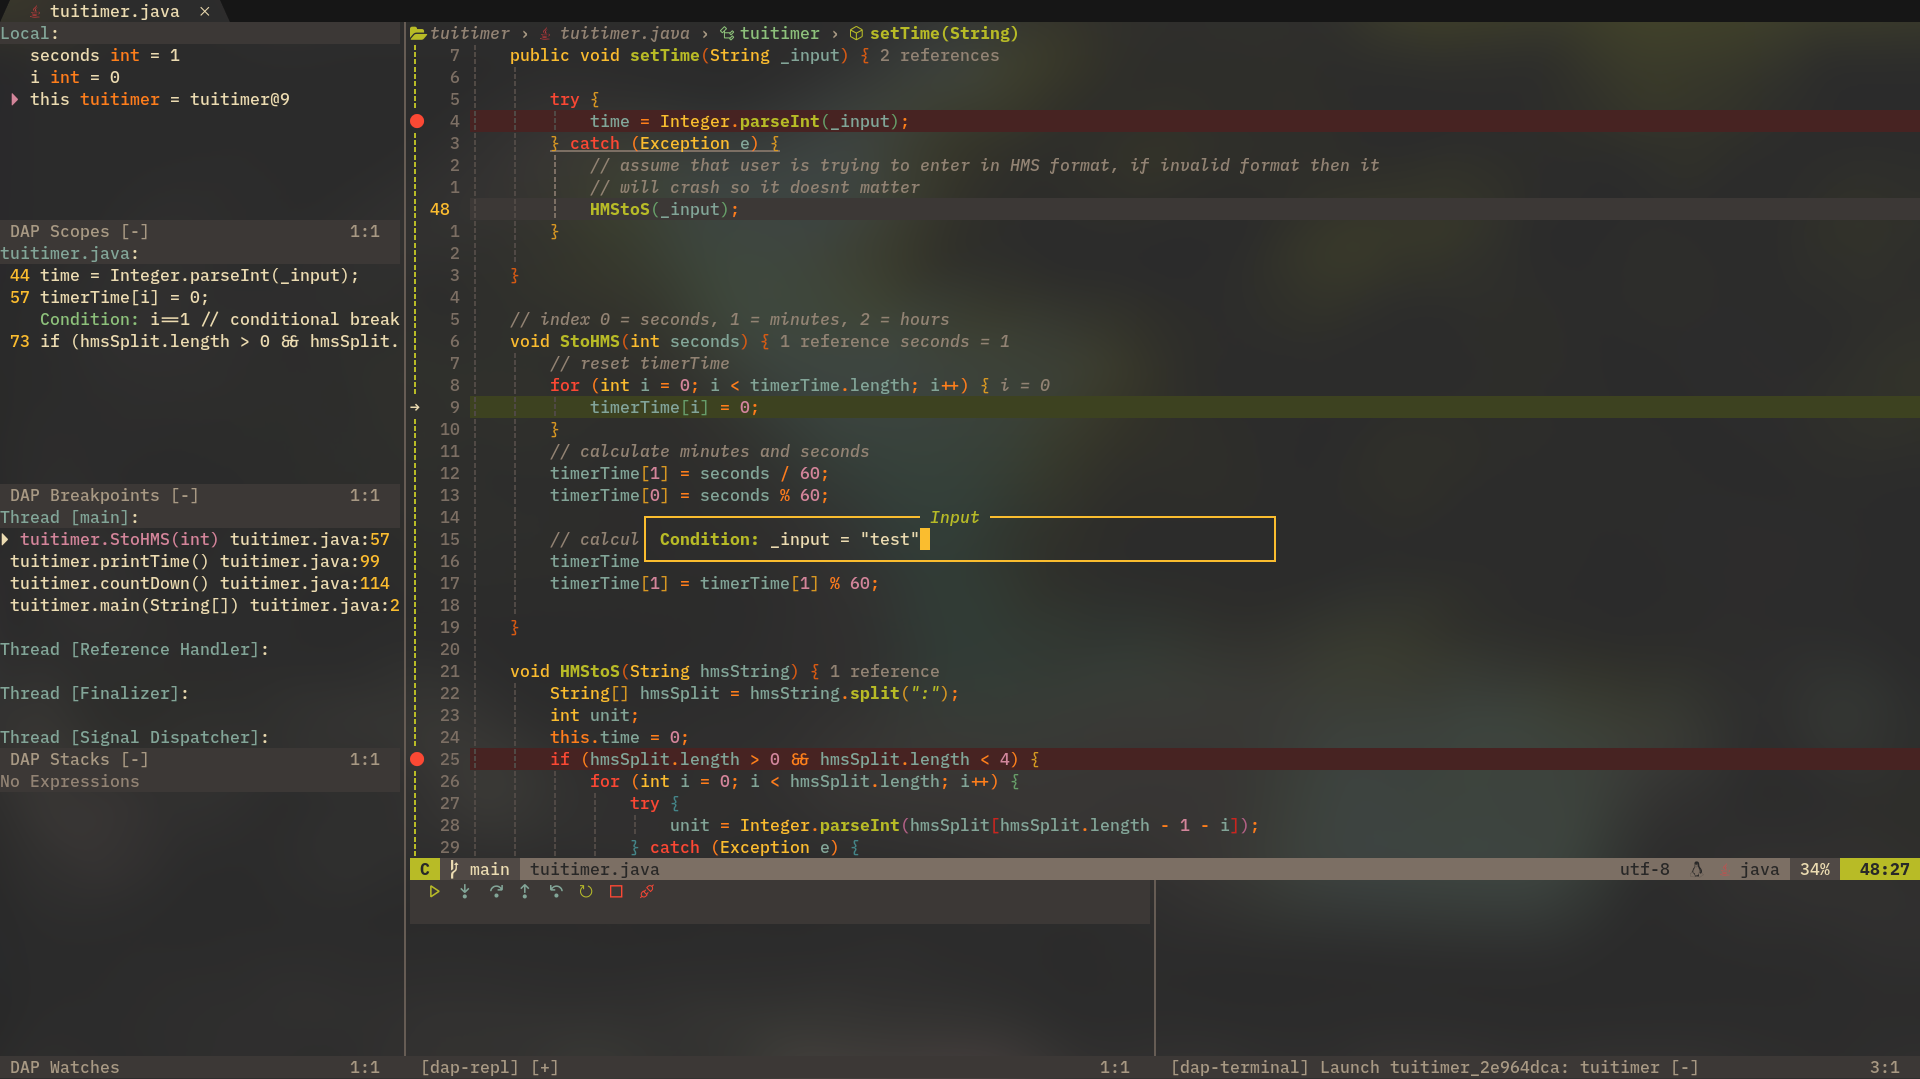 tuitimer.java ×
Local:
seconds int = 1
i int = 0
this tuitimer = tuitimer@9
DAP Scopes [-] 1:1
tuitimer.java:
44 time = Integer.parseInt(_input);
57 timerTime[i] = 0;
Condition: i==1 // conditional break
73 if (hmsSplit.length > 0 && hmsSplit.
DAP Breakpoints [-] 1:1
Thread [main]:
tuitimer.StoHMS(int) tuitimer.java:57
tuitimer.printTime() tuitimer.java:99
tuitimer.countDown() tuitimer.java:114
tuitimer.main(String[]) tuitimer.java:2
Thread [Reference Handler]:
Thread [Finalizer]:
Thread [Signal Dispatcher]:
DAP Stacks [-] 1:1
No Expressions
DAP Watches 1:1
tuitimer › tuitimer.java › tuitimer › setTime(String)
7 public void setTime(String _input) { 2 references
6
5 try {
4 time = Integer.parseInt(_input);
3 } catch (Exception e) {
2 // assume that user is trying to enter in HMS format, if invalid format then it
1 // will crash so it doesnt matter
48 HMStoS(_input);
1 }
2
3 }
4
5 // index 0 = seconds, 1 = minutes, 2 = hours
6 void StoHMS(int seconds) { 1 reference seconds = 1
7 // reset timerTime
8 for (int i = 0; i < timerTime.length; i++) { i = 0
9 timerTime[i] = 0;
10 }
11 // calculate minutes and seconds
12 timerTime[1] = seconds / 60;
13 timerTime[0] = seconds % 60;
14
15 // calcul
16 timerTime
17 timerTime[1] = timerTime[1] % 60;
18
19 }
20
21 void HMStoS(String hmsString) { 1 reference
22 String[] hmsSplit = hmsString.split(":");
23 int unit;
24 this.time = 0;
25 if (hmsSplit.length > 0 && hmsSplit.length < 4) {
26 for (int i = 0; i < hmsSplit.length; i++) {
27 try {
28 unit = Integer.parseInt(hmsSplit[hmsSplit.length - 1 - i]);
29 } catch (Exception e) {
Input
Condition: _input = "test"
C main tuitimer.java utf-8 java 34% 48:27
[dap-repl] [+] 1:1
[dap-terminal] Launch tuitimer_2e964dca: tuitimer [-] 3:1